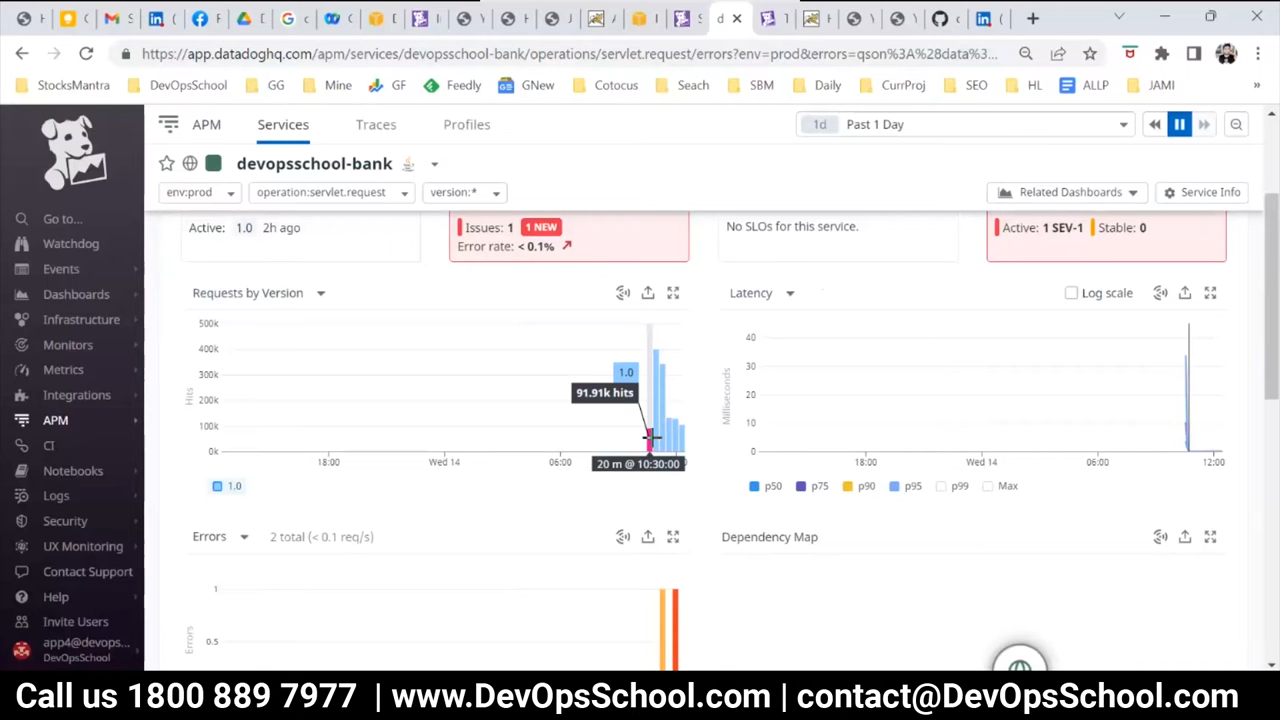 https://app.datadoghq.com/apm/services/devopsschool-bank/operations/servlet.request/errors?env=prod&errors=qson%3A%28data%3...
StocksMantra DevOpsSchool GG Mine GF Feedly GNew Cotocus Seach SBM Daily CurrProj SEO HL ALLP JAMI »
APM Services Traces Profiles 1d Past 1 Day
devopsschool-bank
env:prod operation:servlet.request version:* Related Dashboards Service Info
Active: 1.0 2h ago
Issues: 1 1 NEW
Error rate: < 0.1%
No SLOs for this service.
Active: 1 SEV-1 Stable: 0
Go to...
Watchdog
Events
Dashboards
Infrastructure
Monitors
Metrics
Integrations
APM
CI
Notebooks
Logs
Security
UX Monitoring
Contact Support
Help
Invite Users
app4@devops...
DevOpsSchool
Requests by Version
500k
400k
300k
200k
100k
0k
Hits
1.0
91.91k hits
20 m @ 10:30:00
18:00 Wed 14 06:00
1.0
Latency Log scale
40
30
20
10
0
Milliseconds
18:00 Wed 14 06:00 12:00
p50 p75 p90 p95 p99 Max
Errors 2 total (< 0.1 req/s)
1
0.5
Errors
Dependency Map
Call us 1800 889 7977 | www.DevOpsSchool.com | contact@DevOpsSchool.com